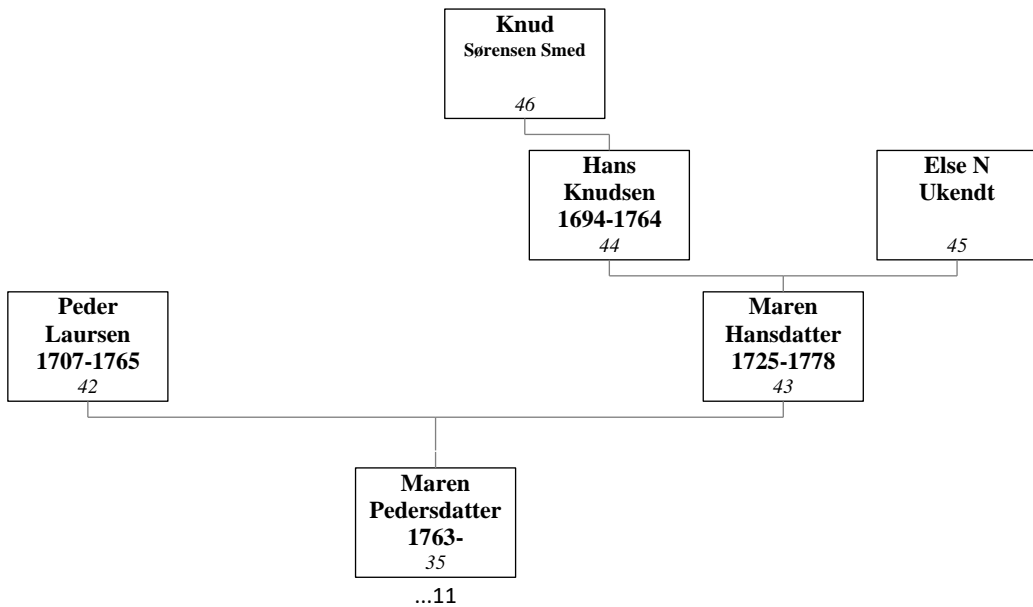 Knud
Sørensen Smed
46
Hans
Knudsen
1694-1764
44
Else N
Ukendt
45
Peder
Laursen
1707-1765
42
Maren
Hansdatter
1725-1778
43
Maren
Pedersdatter
1763-
35
...11